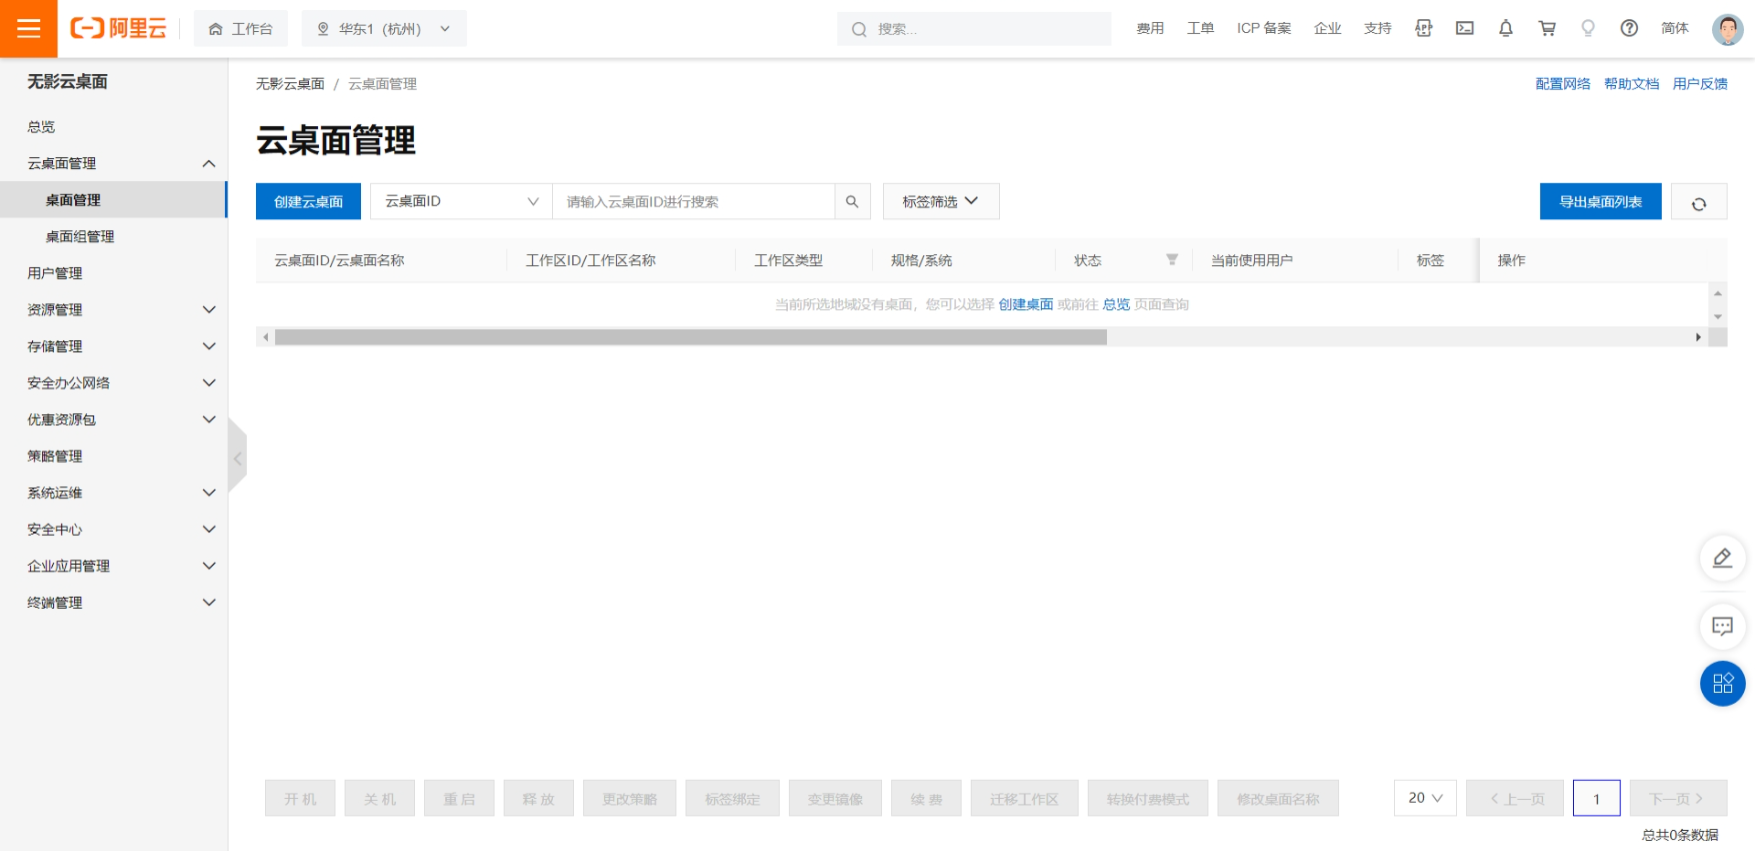 阿里云
工作台
华东1（杭州）
搜索...
费用
工单
ICP 备案
企业
支持
简体
无影云桌面
总览
云桌面管理
桌面管理
桌面组管理
用户管理
资源管理
存储管理
安全办公网络
优惠资源包
策略管理
系统运维
安全中心
企业应用管理
终端管理
无影云桌面 / 云桌面管理
配置网络 帮助文档 用户反馈
云桌面管理
创建云桌面
云桌面ID
请输入云桌面ID进行搜索
标签筛选
导出桌面列表
云桌面ID/云桌面名称
工作区ID/工作区名称
工作区类型
规格/系统
状态
当前使用用户
标签
操作
当前所选地域没有桌面，您可以选择 创建桌面 或前往 总览 页面查询
开机
关机
重启
释放
更改策略
标签绑定
变更镜像
续费
迁移工作区
转换付费模式
修改桌面名称
20
上一页
1
下一页
总共0条数据